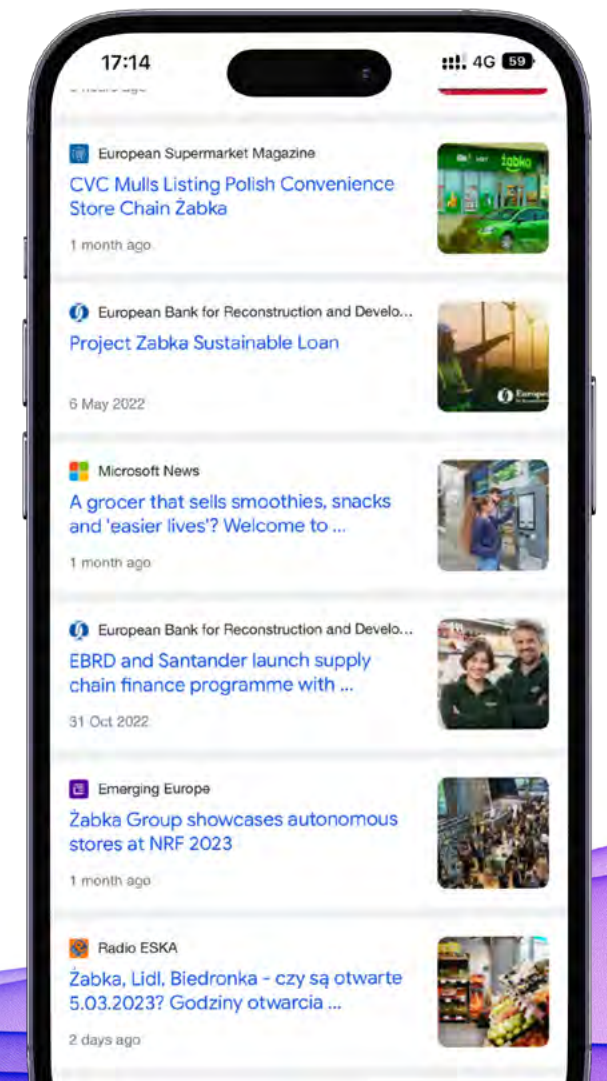 17:14
4G 59
European Supermarket Magazine
CVC Mulls Listing Polish Convenience
Store Chain Żabka
1 month ago
żabka
European Bank for Reconstruction and Develo...
Project Zabka Sustainable Loan
6 May 2022
Europe
Microsoft News
A grocer that sells smoothies, snacks
and 'easier lives'? Welcome to ...
1 month ago
European Bank for Reconstruction and Develo...
EBRD and Santander launch supply
chain finance programme with ...
31 Oct 2022
Emerging Europe
Żabka Group showcases autonomous
stores at NRF 2023
1 month ago
Radio ESKA
Żabka, Lidl, Biedronka - czy są otwarte
5.03.2023? Godziny otwarcia ...
2 days ago